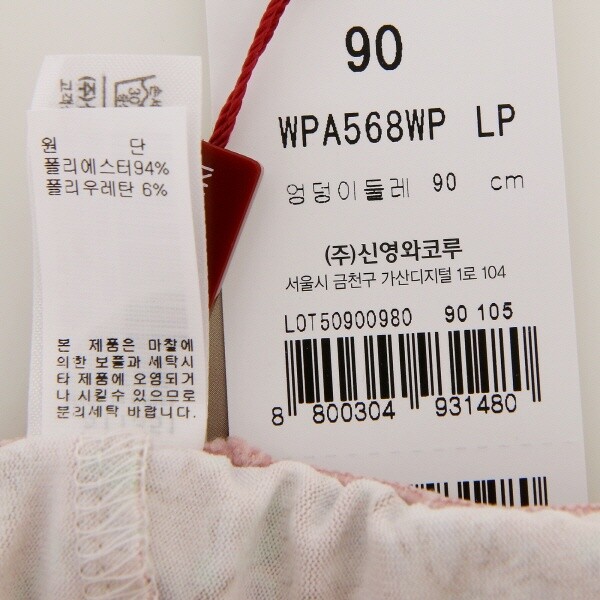 원 단
폴리에스터94%
폴리우레탄 6%
본 제품은 마찰에
의한 보풀과 세탁시
타 제품에 오염되거
나 시킬수 있으므로
분리세탁 바랍니다.
90
WPA568WP LP
엉덩이둘레 90 cm
(주)신영와코루
서울시 금천구 가산디지털 1로 104
LOT50900980 90 105
8 800304 931480